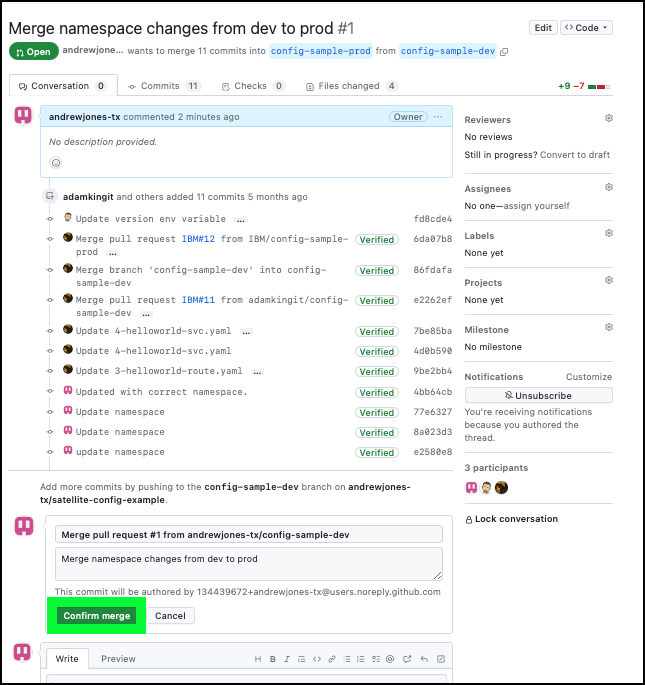 Merge namespace changes from dev to prod #1
Edit
Code
Open
andrewjone... wants to merge 11 commits into config-sample-prod from config-sample-dev
Conversation 0
Commits 11
Checks 0
Files changed 4
+9 −7
andrewjones-tx commented 2 minutes ago
Owner
...
No description provided.
adamkingit and others added 11 commits 5 months ago
Update version env variable ... fd8cde4
Merge pull request IBM#12 from IBM/config-sample-
prod ...
Verified 6da07b8
Merge branch 'config-sample-dev' into config-
sample-dev
Verified 86fdafa
Merge pull request IBM#11 from adamkingit/config-
sample-dev ...
Verified e2262ef
Update 4-helloworld-svc.yaml ... Verified 7be85ba
Update 4-helloworld-svc.yaml Verified 4d0b590
Update 3-helloworld-route.yaml ... Verified 9be2bb4
Updated with correct namespace. Verified 4bb64cb
Update namespace Verified 77e6327
Update namespace Verified 8a023d3
update namespace Verified e2580e8
Add more commits by pushing to the config-sample-dev branch on andrewjones-
tx/satellite-config-example.
Merge pull request #1 from andrewjones-tx/config-sample-dev
Merge namespace changes from dev to prod
This commit will be authored by 134439672+andrewjones-tx@users.noreply.github.com
Confirm merge
Cancel
Write
Preview
H B I
Reviewers
No reviews
Still in progress? Convert to draft
Assignees
No one—assign yourself
Labels
None yet
Projects
None yet
Milestone
No milestone
Notifications
Customize
Unsubscribe
You're receiving notifications
because you authored the
thread.
3 participants
Lock conversation